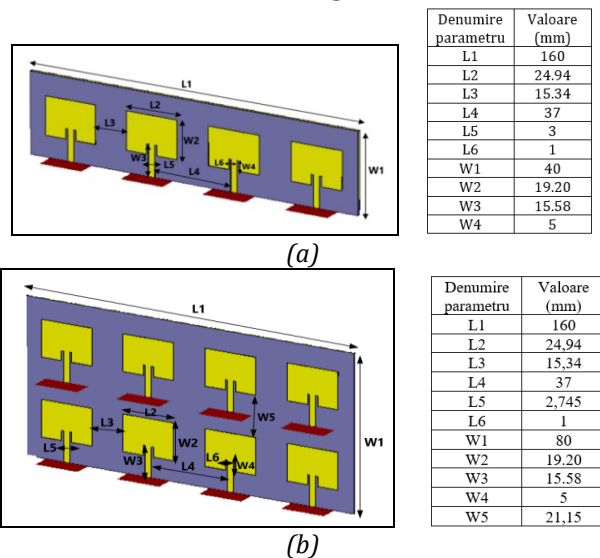 L1
L2
L3
W2
W3
L5
L4
L6
W4
W1
Denumire parametru Valoare (mm)
L1 160
L2 24.94
L3 15.34
L4 37
L5 3
L6 1
W1 40
W2 19.20
W3 15.58
W4 5
(a)
L1
L2
L3
W2
W5
L5
W3
L4
L6
W4
W1
Denumire parametru Valoare (mm)
L1 160
L2 24,94
L3 15,34
L4 37
L5 2,745
L6 1
W1 80
W2 19.20
W3 15.58
W4 5
W5 21,15
(b)